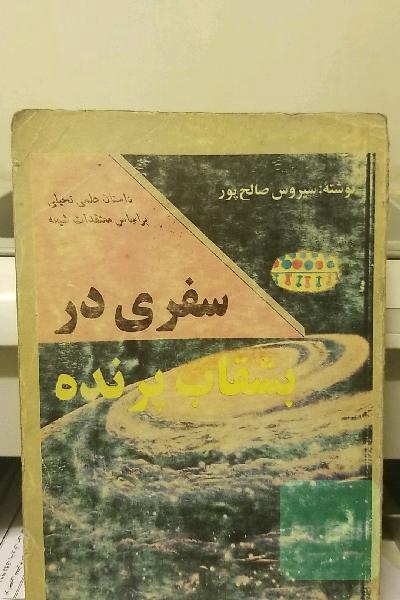 نوشته: سیروس صالح پور
داستان علمی تخیلی
براساس معتقدات شیعه
سفری در
بشقاب پرنده